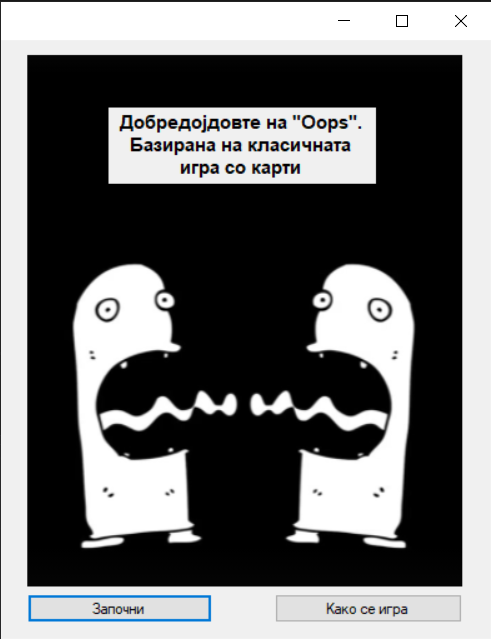 Добредојдовте на "Oops".
Базирана на класичната
игра со карти
Започни
Како се игра